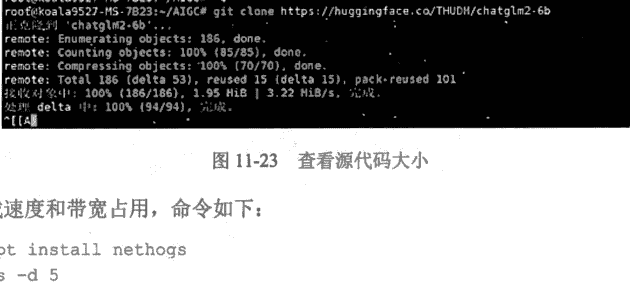 root@koala9527-MS-7B23:~/AIGC# git clone https://huggingface.co/THUDM/chatglm2-6b
正克隆到 'chatglm2-6b'...
remote: Enumerating objects: 186, done.
remote: Counting objects: 100% (85/85), done.
remote: Compressing objects: 100% (70/70), done.
remote: Total 186 (delta 53), reused 15 (delta 15), pack-reused 101
接收对象中: 100% (186/186), 1.95 MiB | 3.22 MiB/s, 完成.
处理 delta 中: 100% (94/94), 完成.
^[[A
图 11-23 查看源代码大小
速度和带宽占用，命令如下：
pt install nethogs
s -d 5